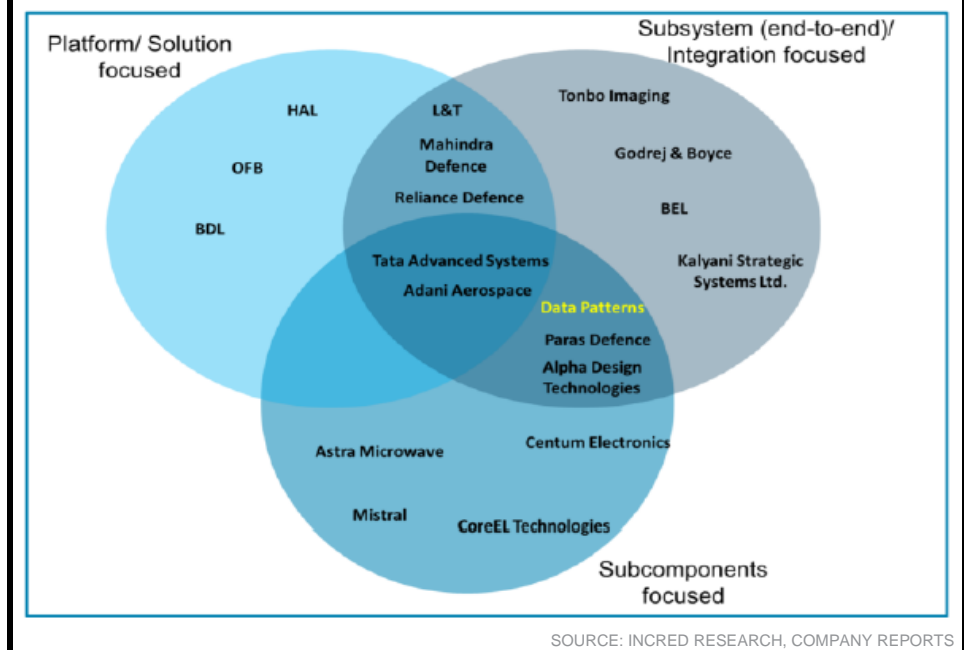 Platform/ Solution
focused
Subsystem (end-to-end)/
Integration focused
HAL
OFB
BDL
L&T
Mahindra
Defence
Reliance Defence
Tonbo Imaging
Godrej & Boyce
BEL
Kalyani Strategic
Systems Ltd.
Tata Advanced Systems
Adani Aerospace
Data Patterns
Paras Defence
Alpha Design
Technologies
Astra Microwave
Centum Electronics
Mistral
CoreEL Technologies
Subcomponents
focused
SOURCE: INCRED RESEARCH, COMPANY REPORTS